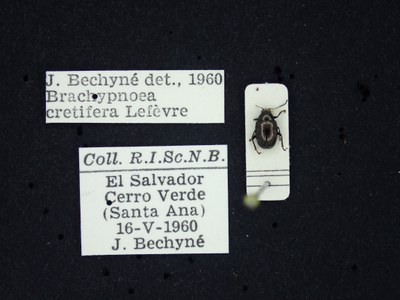 J. Bechyné det., 1960
Brachypnoea
cretifera Lefèvre
Coll. R.I.Sc.N.B.
El Salvador
Cerro Verde
(Santa Ana)
16-V-1960
J. Bechyné